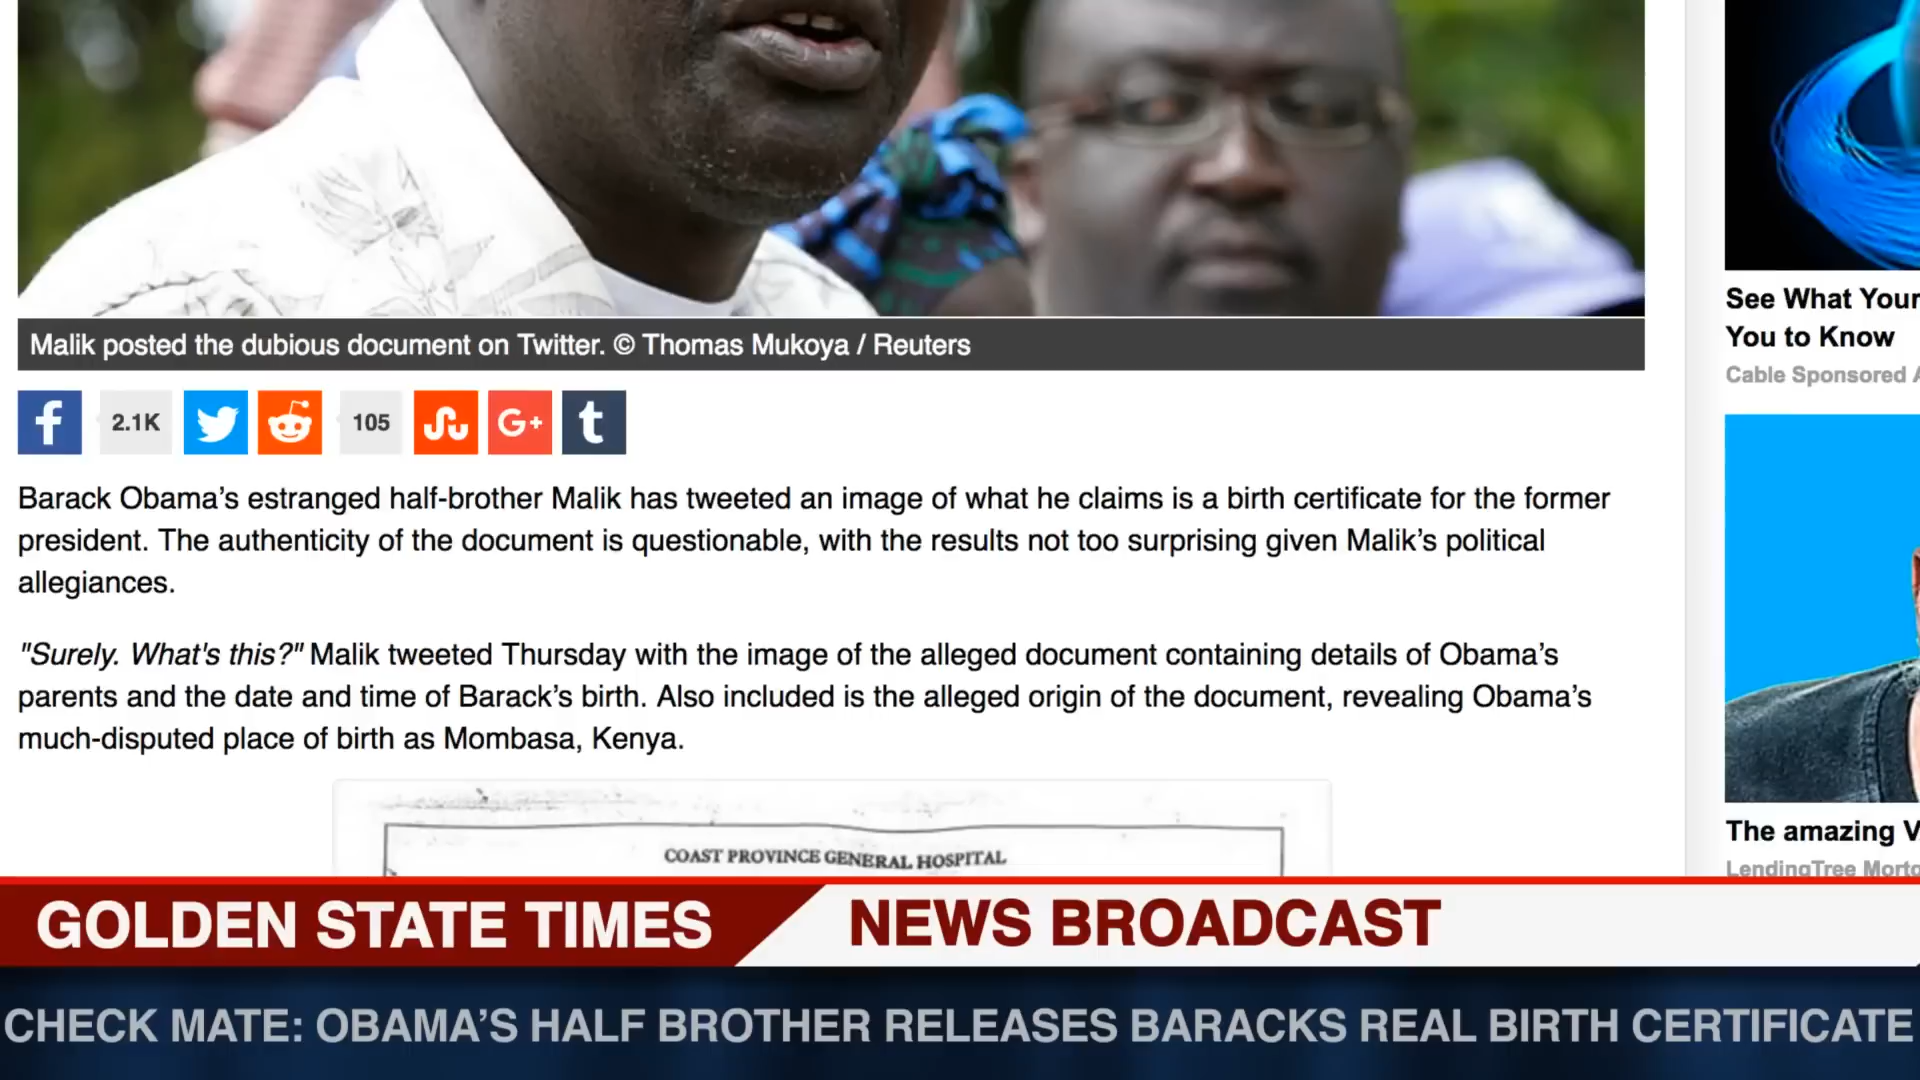 Malik posted the dubious document on Twitter. © Thomas Mukoya / Reuters
f
2.1K
105
G+
t
Barack Obama’s estranged half-brother Malik has tweeted an image of what he claims is a birth certificate for the former
president. The authenticity of the document is questionable, with the results not too surprising given Malik’s political
allegiances.
"Surely. What's this?" Malik tweeted Thursday with the image of the alleged document containing details of Obama’s
parents and the date and time of Barack’s birth. Also included is the alleged origin of the document, revealing Obama’s
much-disputed place of birth as Mombasa, Kenya.
COAST PROVINCE GENERAL HOSPITAL
See What Your
You to Know
Cable Sponsored A
The amazing V
LendingTree Mortg
GOLDEN STATE TIMES
NEWS BROADCAST
CHECK MATE: OBAMA’S HALF BROTHER RELEASES BARACKS REAL BIRTH CERTIFICATE